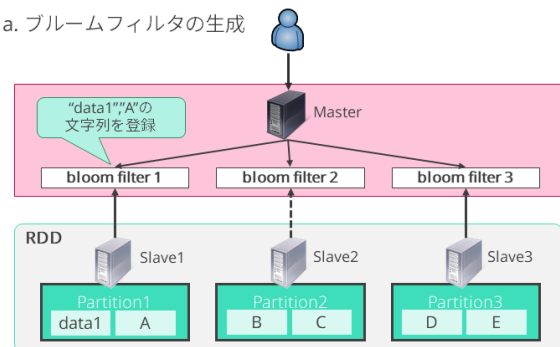 a. ブルームフィルタの生成
“data1”,”A”の
文字列を登録
Master
bloom filter 1
bloom filter 2
bloom filter 3
RDD
Slave1
Slave2
Slave3
Partition1
Partition2
Partition3
data1 A
B C
D E